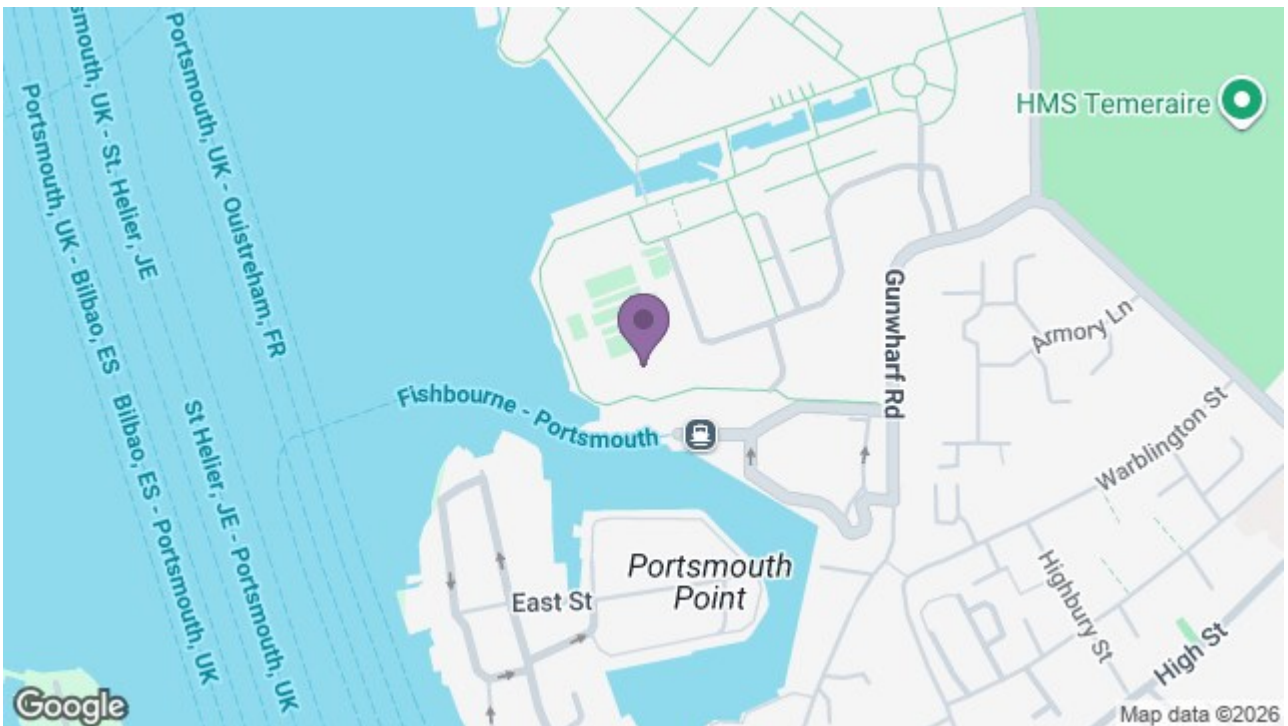 smouth, UK - St. Helier, JE
Portsmouth, UK - Ouistreham, FR
Portsmouth, UK - Bilbao, ES
Bilbao, ES - Portsmouth, UK
St Helier, JE - Portsmouth, UK
HMS Temeraire
Gunwharf Rd
Armory Ln
Fishbourne - Portsmouth
Warblington St
Portsmouth
Point
East St
Highbury St
High St
Google
Map data ©2026